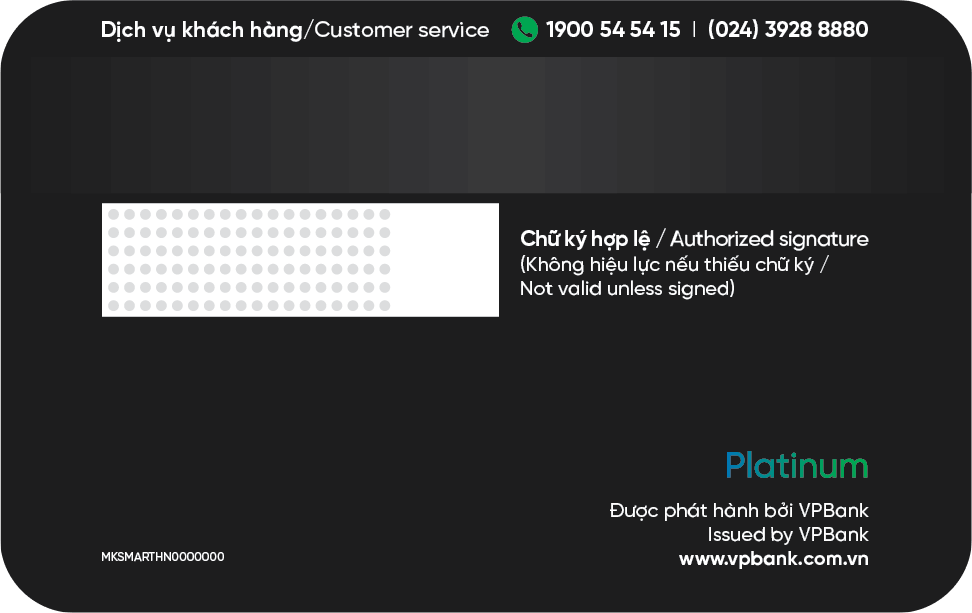 Dịch vụ khách hàng/Customer service 1900 54 54 15 | (024) 3928 8880
Chữ ký hợp lệ / Authorized signature
(Không hiệu lực nếu thiếu chữ ký /
Not valid unless signed)
Platinum
Được phát hành bởi VPBank
Issued by VPBank
www.vpbank.com.vn
MKSMARTHN0000000